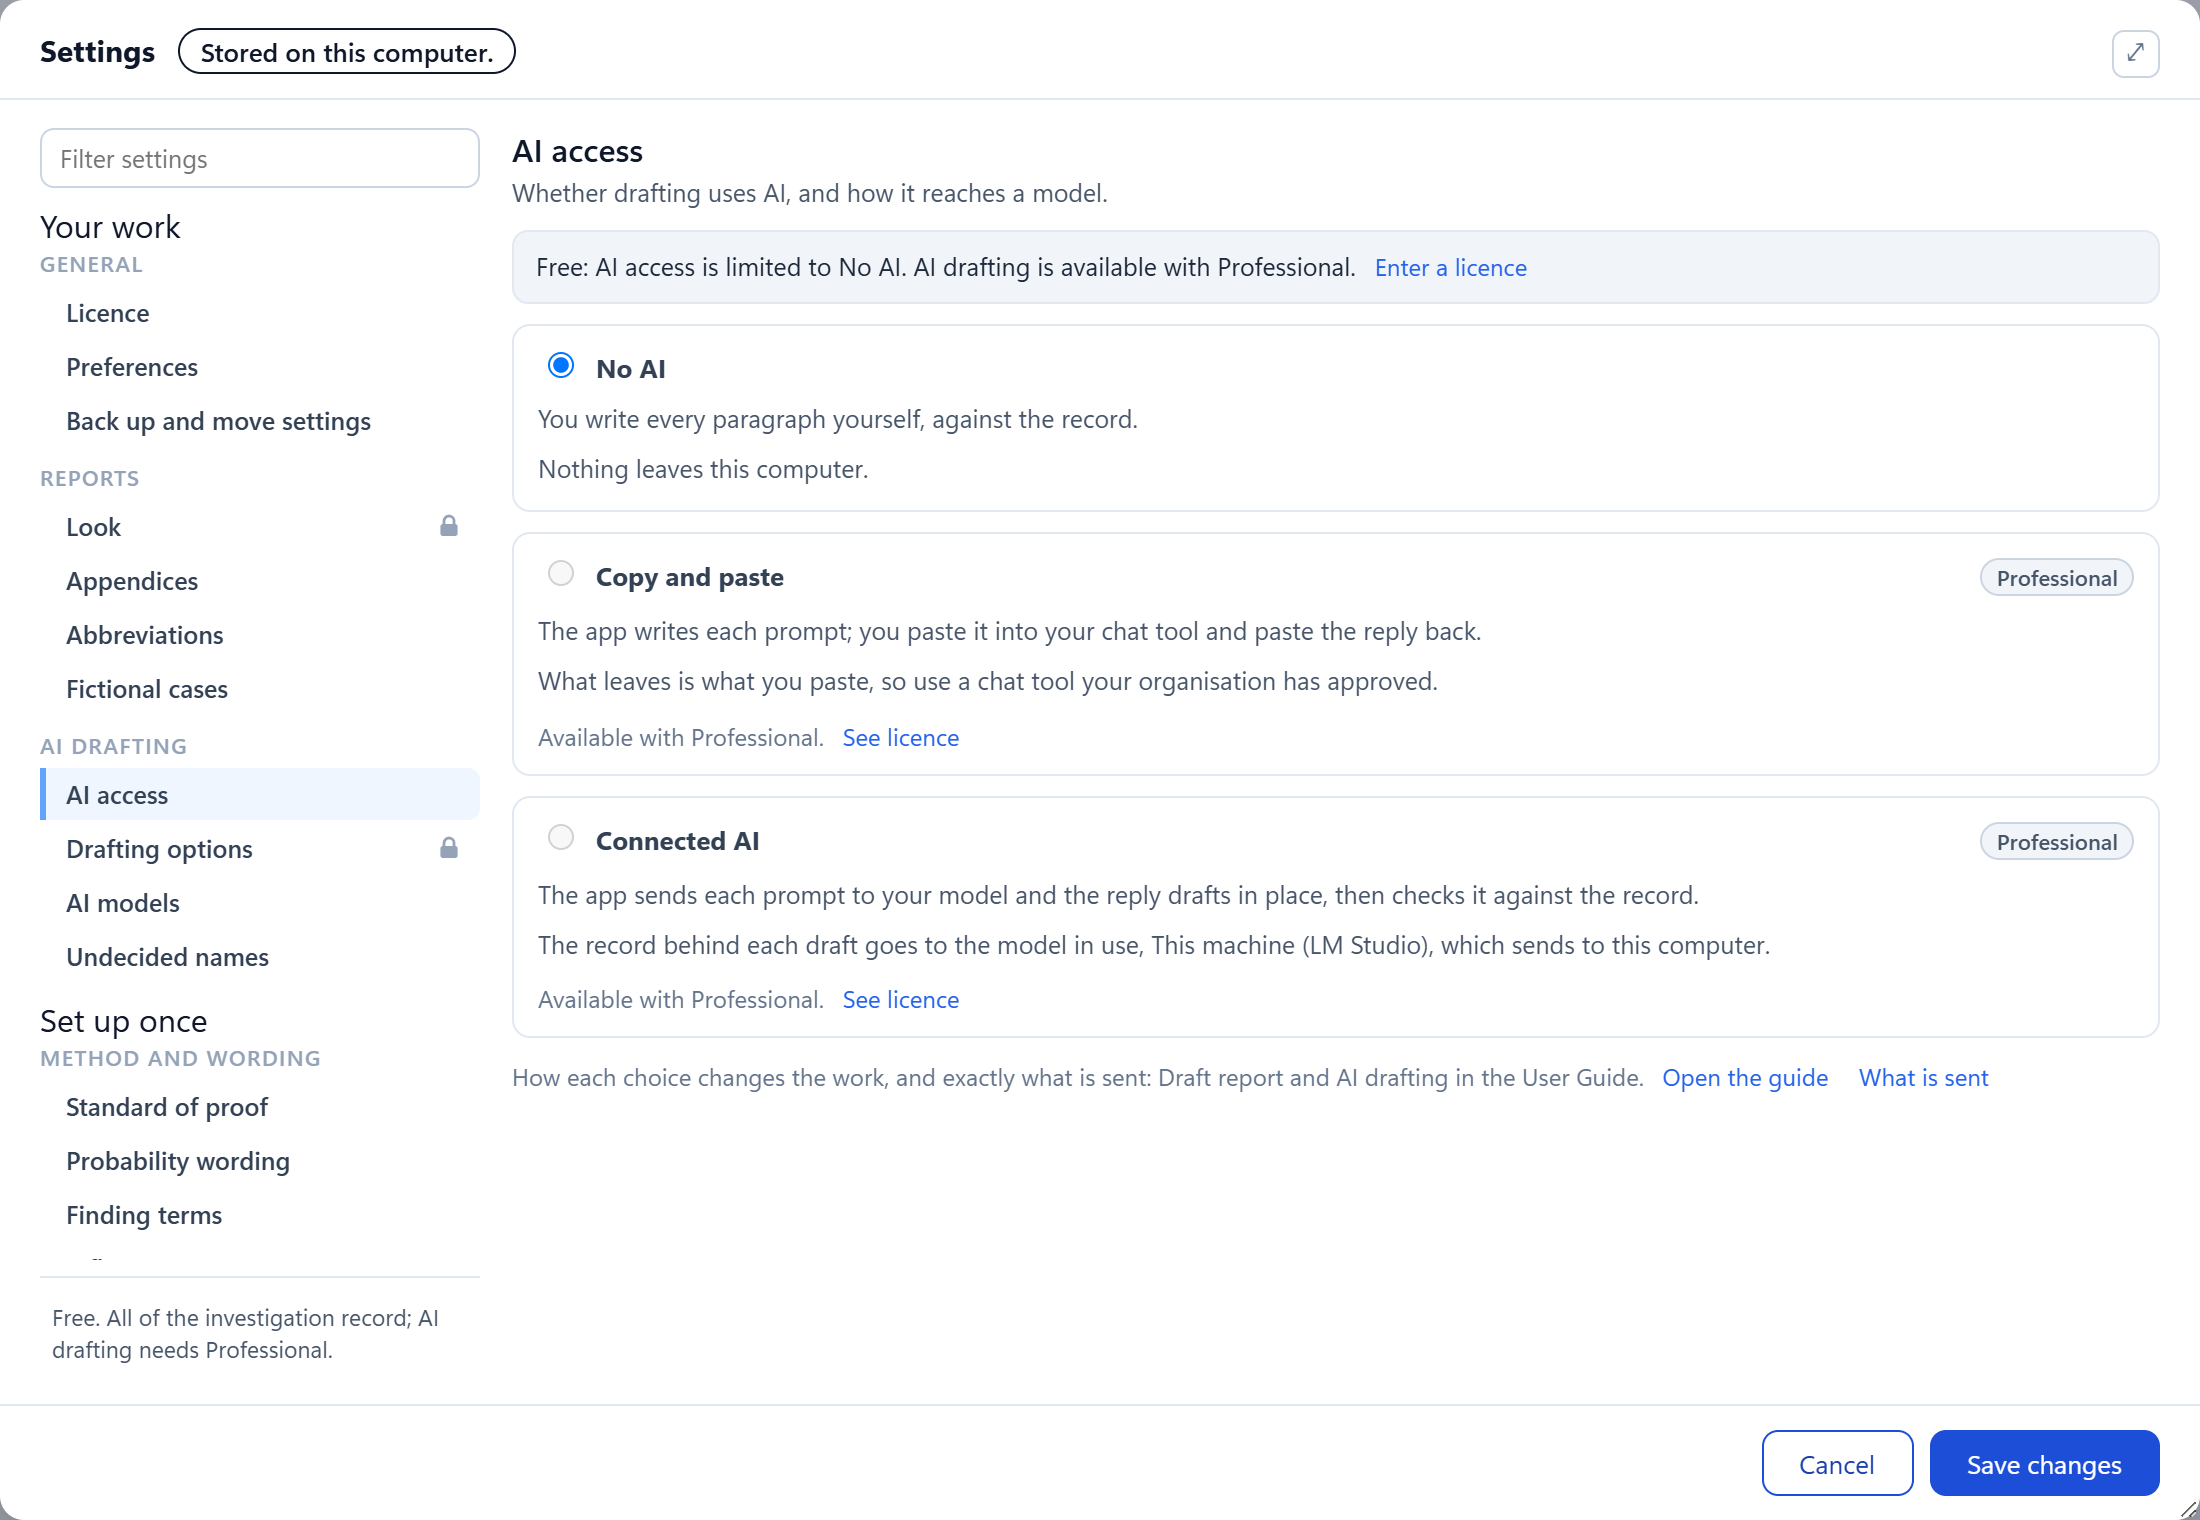 Settings
Stored on this computer.
Filter settings
Your work
GENERAL
Licence
Preferences
Back up and move settings
REPORTS
Look
Appendices
Abbreviations
Fictional cases
AI DRAFTING
AI access
Drafting options
AI models
Undecided names
Set up once
METHOD AND WORDING
Standard of proof
Probability wording
Finding terms
Free. All of the investigation record; AI
drafting needs Professional.
AI access
Whether drafting uses AI, and how it reaches a model.
Free: AI access is limited to No AI. AI drafting is available with Professional. Enter a licence
No AI
You write every paragraph yourself, against the record.
Nothing leaves this computer.
Copy and paste
Professional
The app writes each prompt; you paste it into your chat tool and paste the reply back.
What leaves is what you paste, so use a chat tool your organisation has approved.
Available with Professional. See licence
Connected AI
Professional
The app sends each prompt to your model and the reply drafts in place, then checks it against the record.
The record behind each draft goes to the model in use, This machine (LM Studio), which sends to this computer.
Available with Professional. See licence
How each choice changes the work, and exactly what is sent: Draft report and AI drafting in the User Guide. Open the guide What is sent
Cancel
Save changes